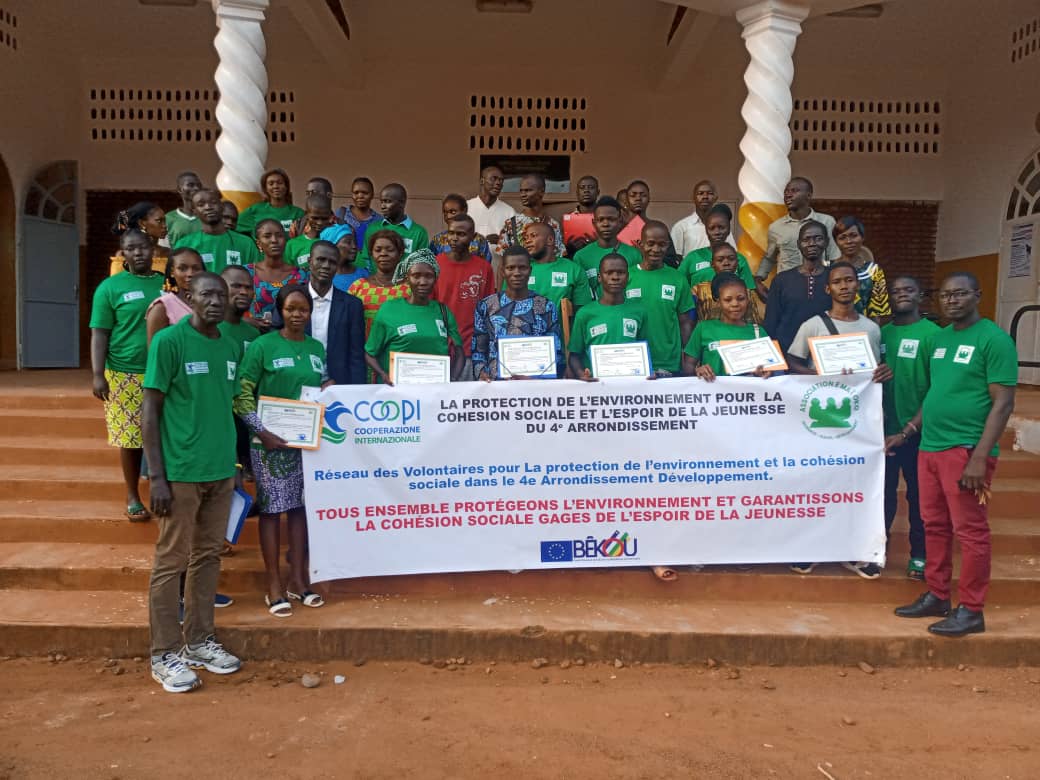 COOPI
COOPERAZIONE
INTERNAZIONALE
LA PROTECTION DE L'ENVIRONNEMENT POUR LA
COHESION SOCIALE ET L'ESPOIR DE LA JEUNESSE
DU 4e ARRONDISSEMENT
Réseau des Volontaires pour La protection de l'environnement et la cohésion
sociale dans le 4e Arrondissement Développement.
TOUS ENSEMBLE PROTÉGEONS L'ENVIRONNEMENT ET GARANTISSONS
LA COHÉSION SOCIALE GAGES DE L'ESPOIR DE LA JEUNESSE
BÊKOU